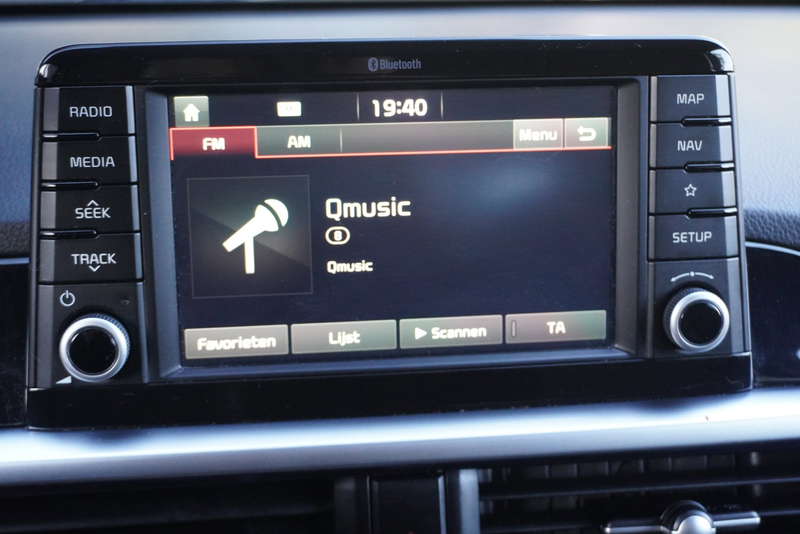 Bluetooth
RADIO
MEDIA
SEEK
TRACK
19:40
FM
AM
Menu
Qmusic
8
Qmusic
Favorieten
Lijst
Scannen
TA
MAP
NAV
SETUP